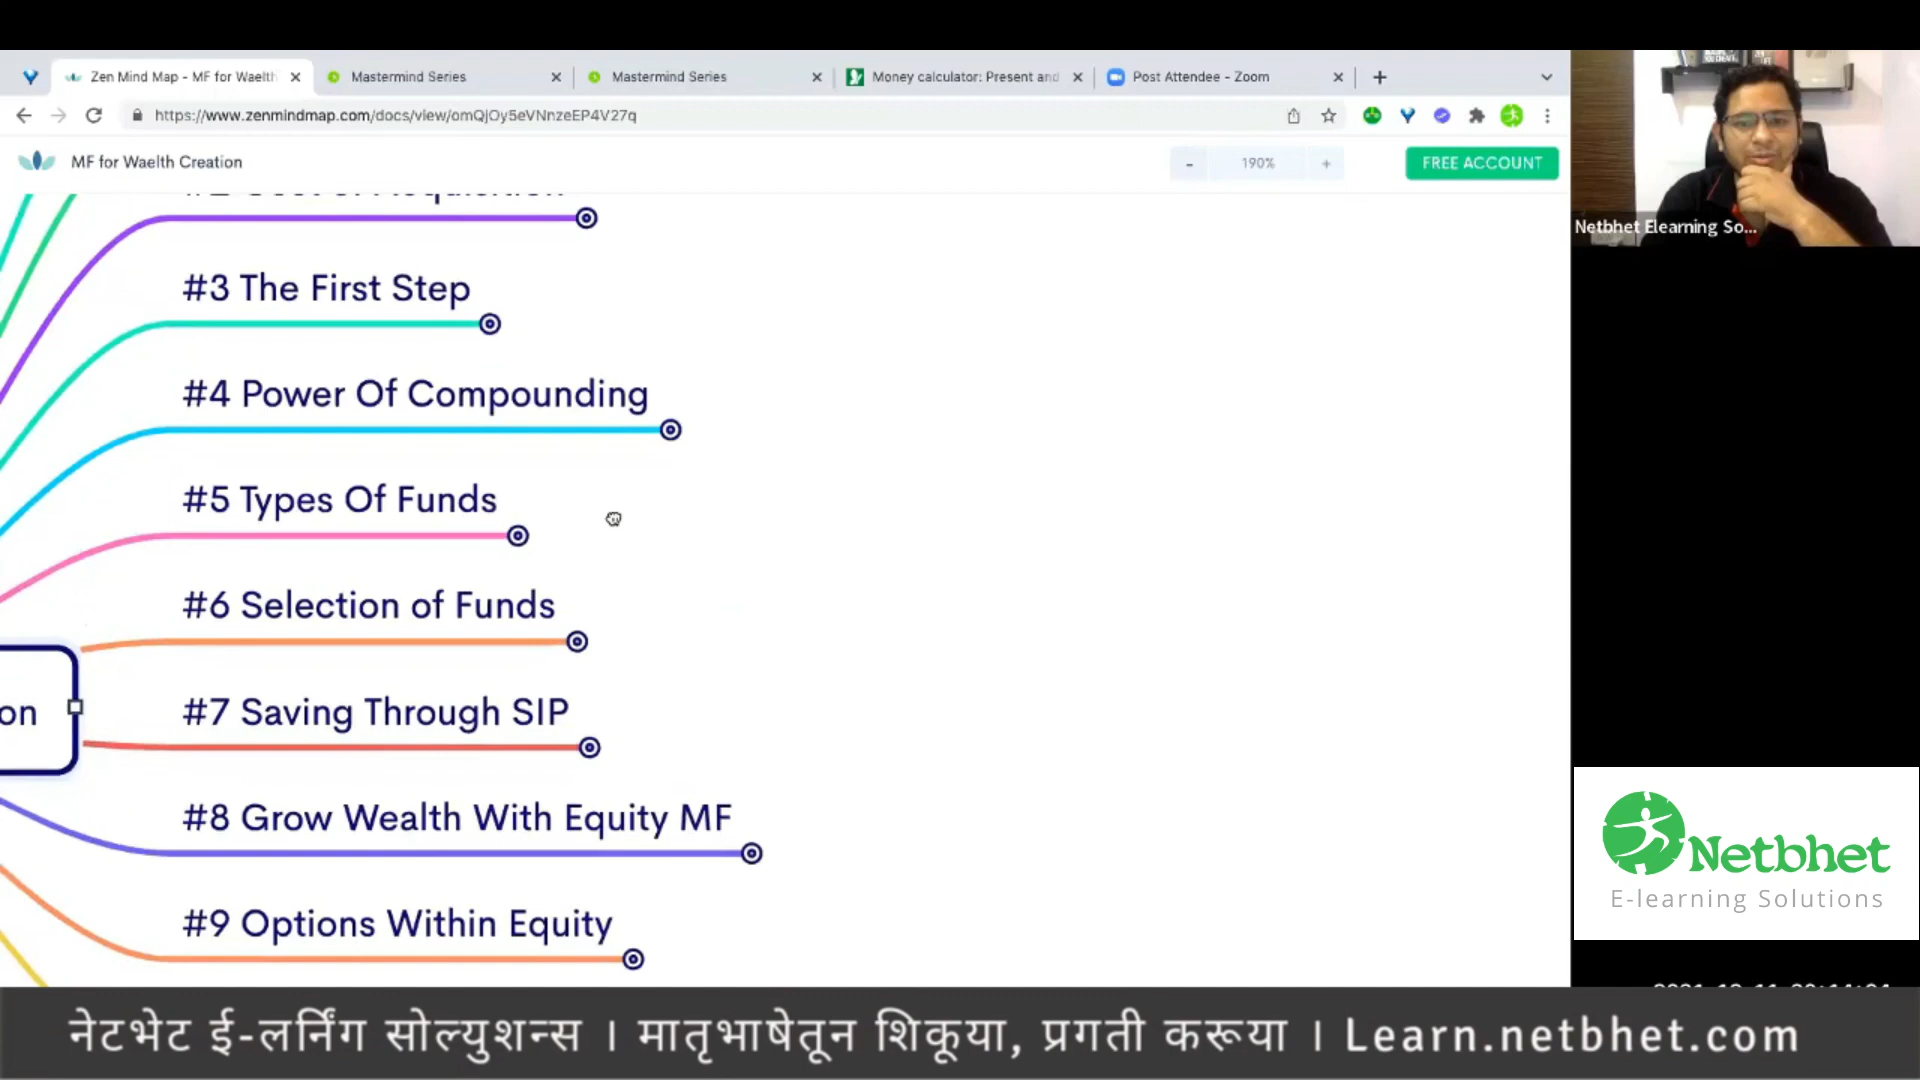 Zen Mind Map - MF for Waelth
Mastermind Series
Mastermind Series
Money calculator: Present and
Post Attendee - Zoom
https://www.zenmindmap.com/docs/view/omQjOy5eVNnzeEP4V27q
MF for Waelth Creation
190%
FREE ACCOUNT
Netbhet Elearning So...
#3 The First Step
#4 Power Of Compounding
#5 Types Of Funds
#6 Selection of Funds
on
#7 Saving Through SIP
#8 Grow Wealth With Equity MF
#9 Options Within Equity
Netbhet
E-learning Solutions
नेटभेट ई-लर्निंग सोल्युशन्स । मातृभाषेतून शिकूया, प्रगती करूया । Learn.netbhet.com